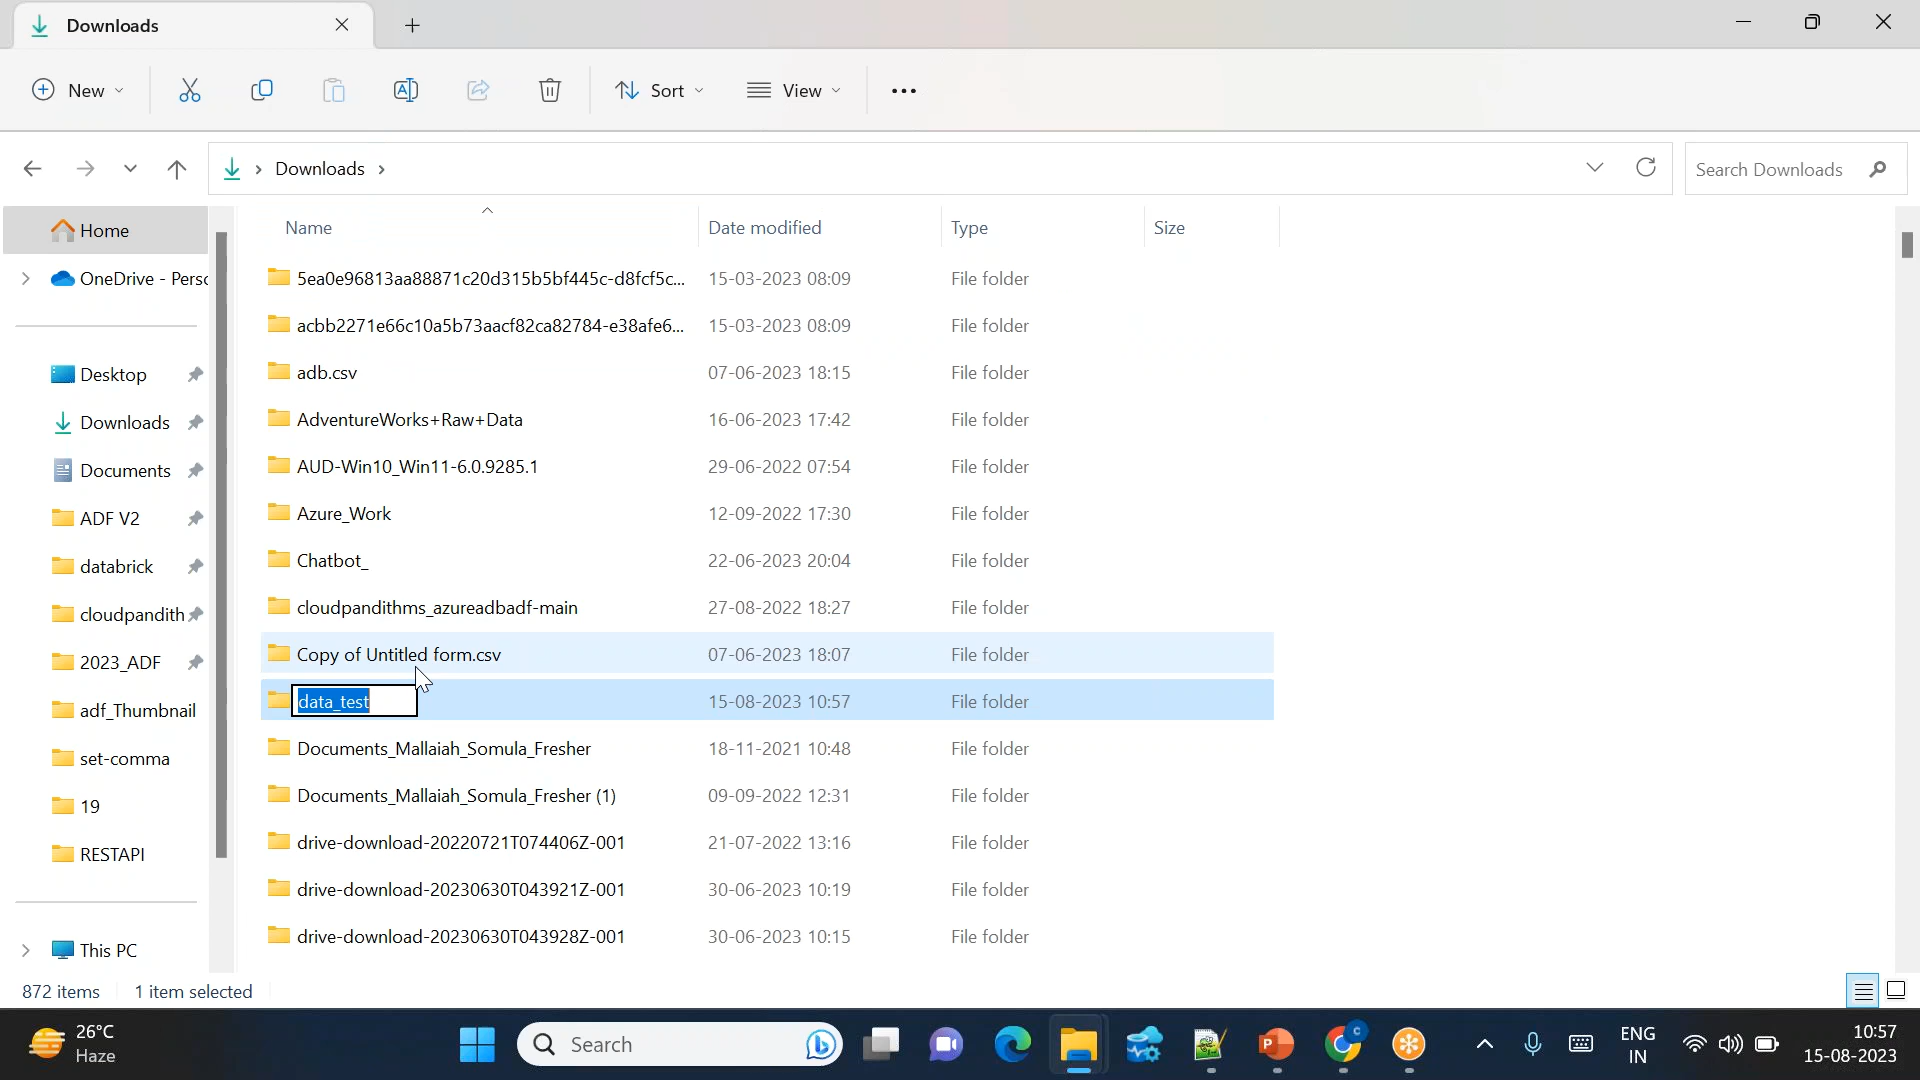 Downloads
New
Sort
View
Downloads
Search Downloads
Name
Date modified
Type
Size
Home
OneDrive - Perso
Desktop
Downloads
Documents
ADF V2
databrick
cloudpandith
2023_ADF
adf_Thumbnail
set-comma
19
RESTAPI
This PC
5ea0e96813aa88871c20d315b5bf445c-d8fcf5c... 15-03-2023 08:09 File folder
acbb2271e66c10a5b73aacf82ca82784-e38afe6... 15-03-2023 08:09 File folder
adb.csv 07-06-2023 18:15 File folder
AdventureWorks+Raw+Data 16-06-2023 17:42 File folder
AUD-Win10_Win11-6.0.9285.1 29-06-2022 07:54 File folder
Azure_Work 12-09-2022 17:30 File folder
Chatbot_ 22-06-2023 20:04 File folder
cloudpandithms_azureadbadf-main 27-08-2022 18:27 File folder
Copy of Untitled form.csv 07-06-2023 18:07 File folder
data_test 15-08-2023 10:57 File folder
Documents_Mallaiah_Somula_Fresher 18-11-2021 10:48 File folder
Documents_Mallaiah_Somula_Fresher (1) 09-09-2022 12:31 File folder
drive-download-20220721T074406Z-001 21-07-2022 13:16 File folder
drive-download-20230630T043921Z-001 30-06-2023 10:19 File folder
drive-download-20230630T043928Z-001 30-06-2023 10:15 File folder
872 items
1 item selected
26°C
Haze
Search
C
P
ENG
IN
10:57
15-08-2023